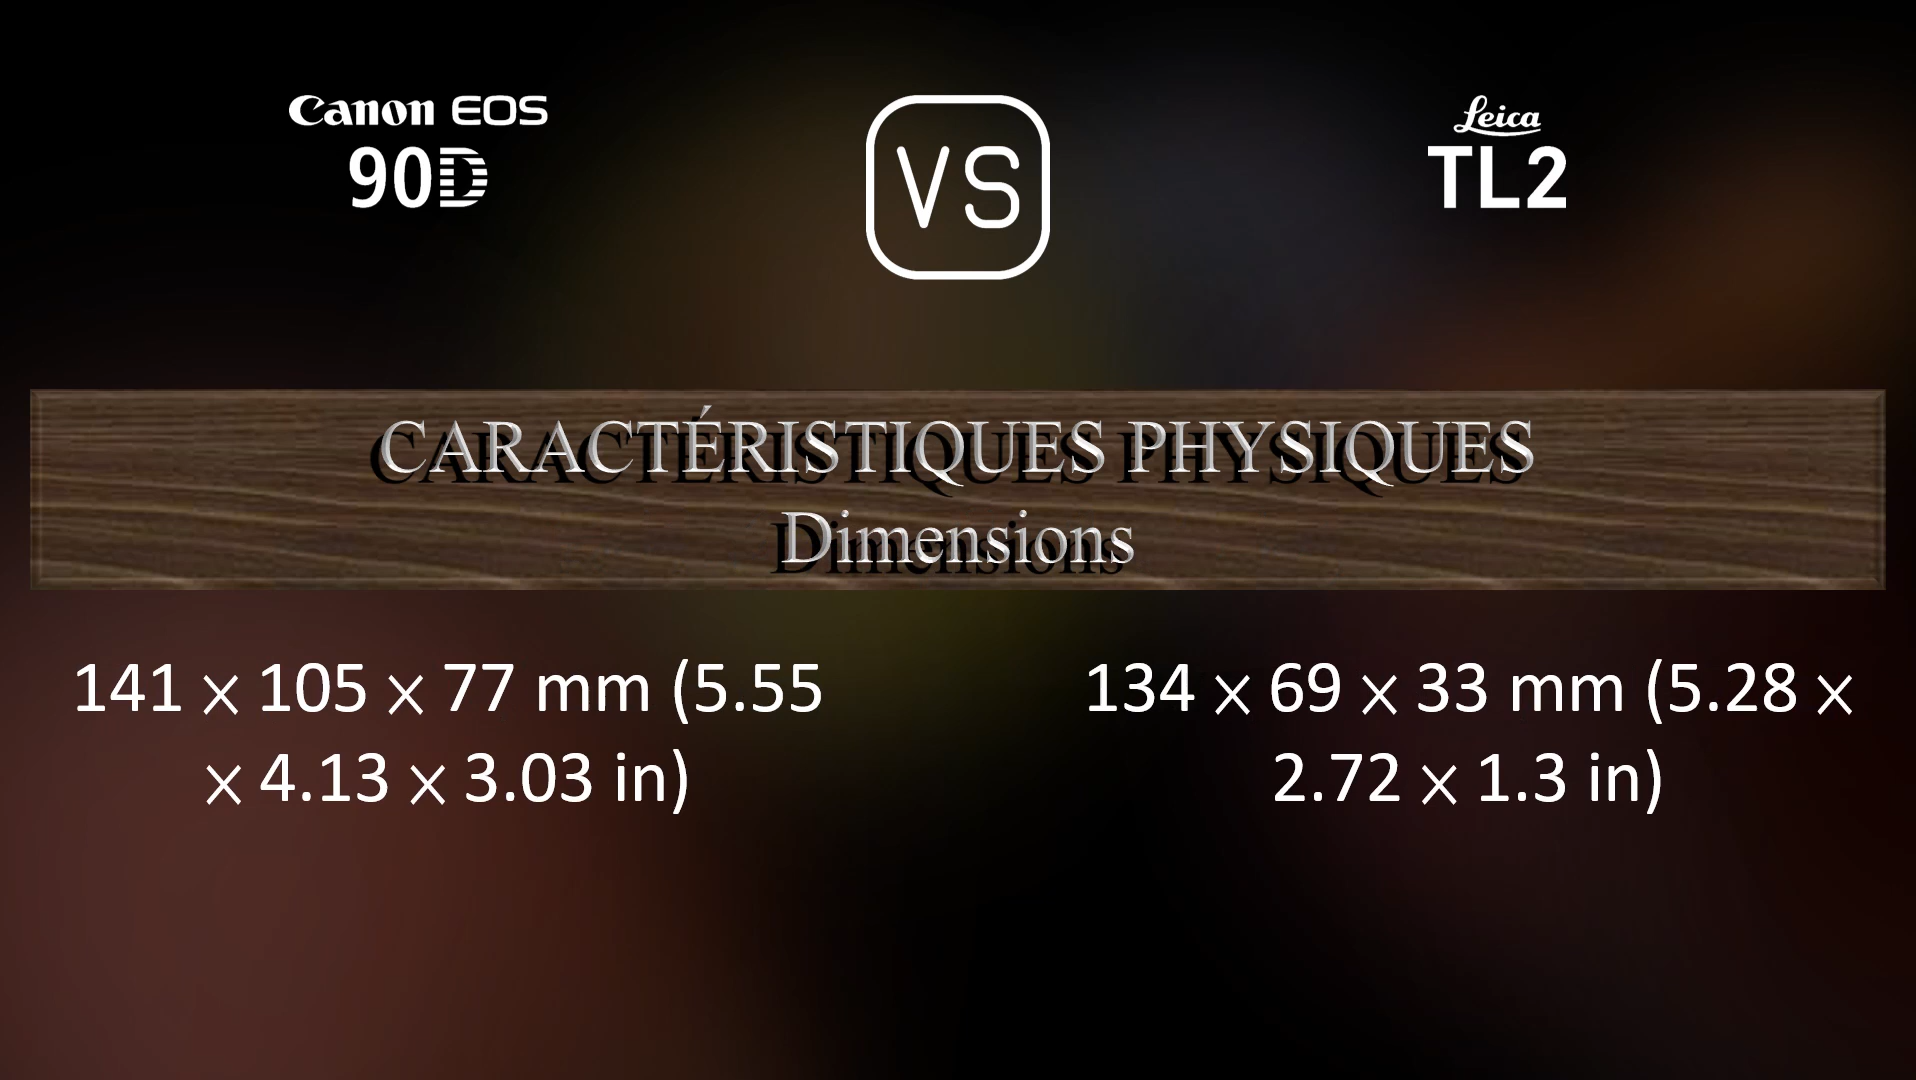 Canon EOS
90D
VS
Leica
TL2
CARACTÉRISTIQUES PHYSIQUES
Dimensions
141 x 105 x 77 mm (5.55
x 4.13 x 3.03 in)
134 x 69 x 33 mm (5.28 x
2.72 x 1.3 in)